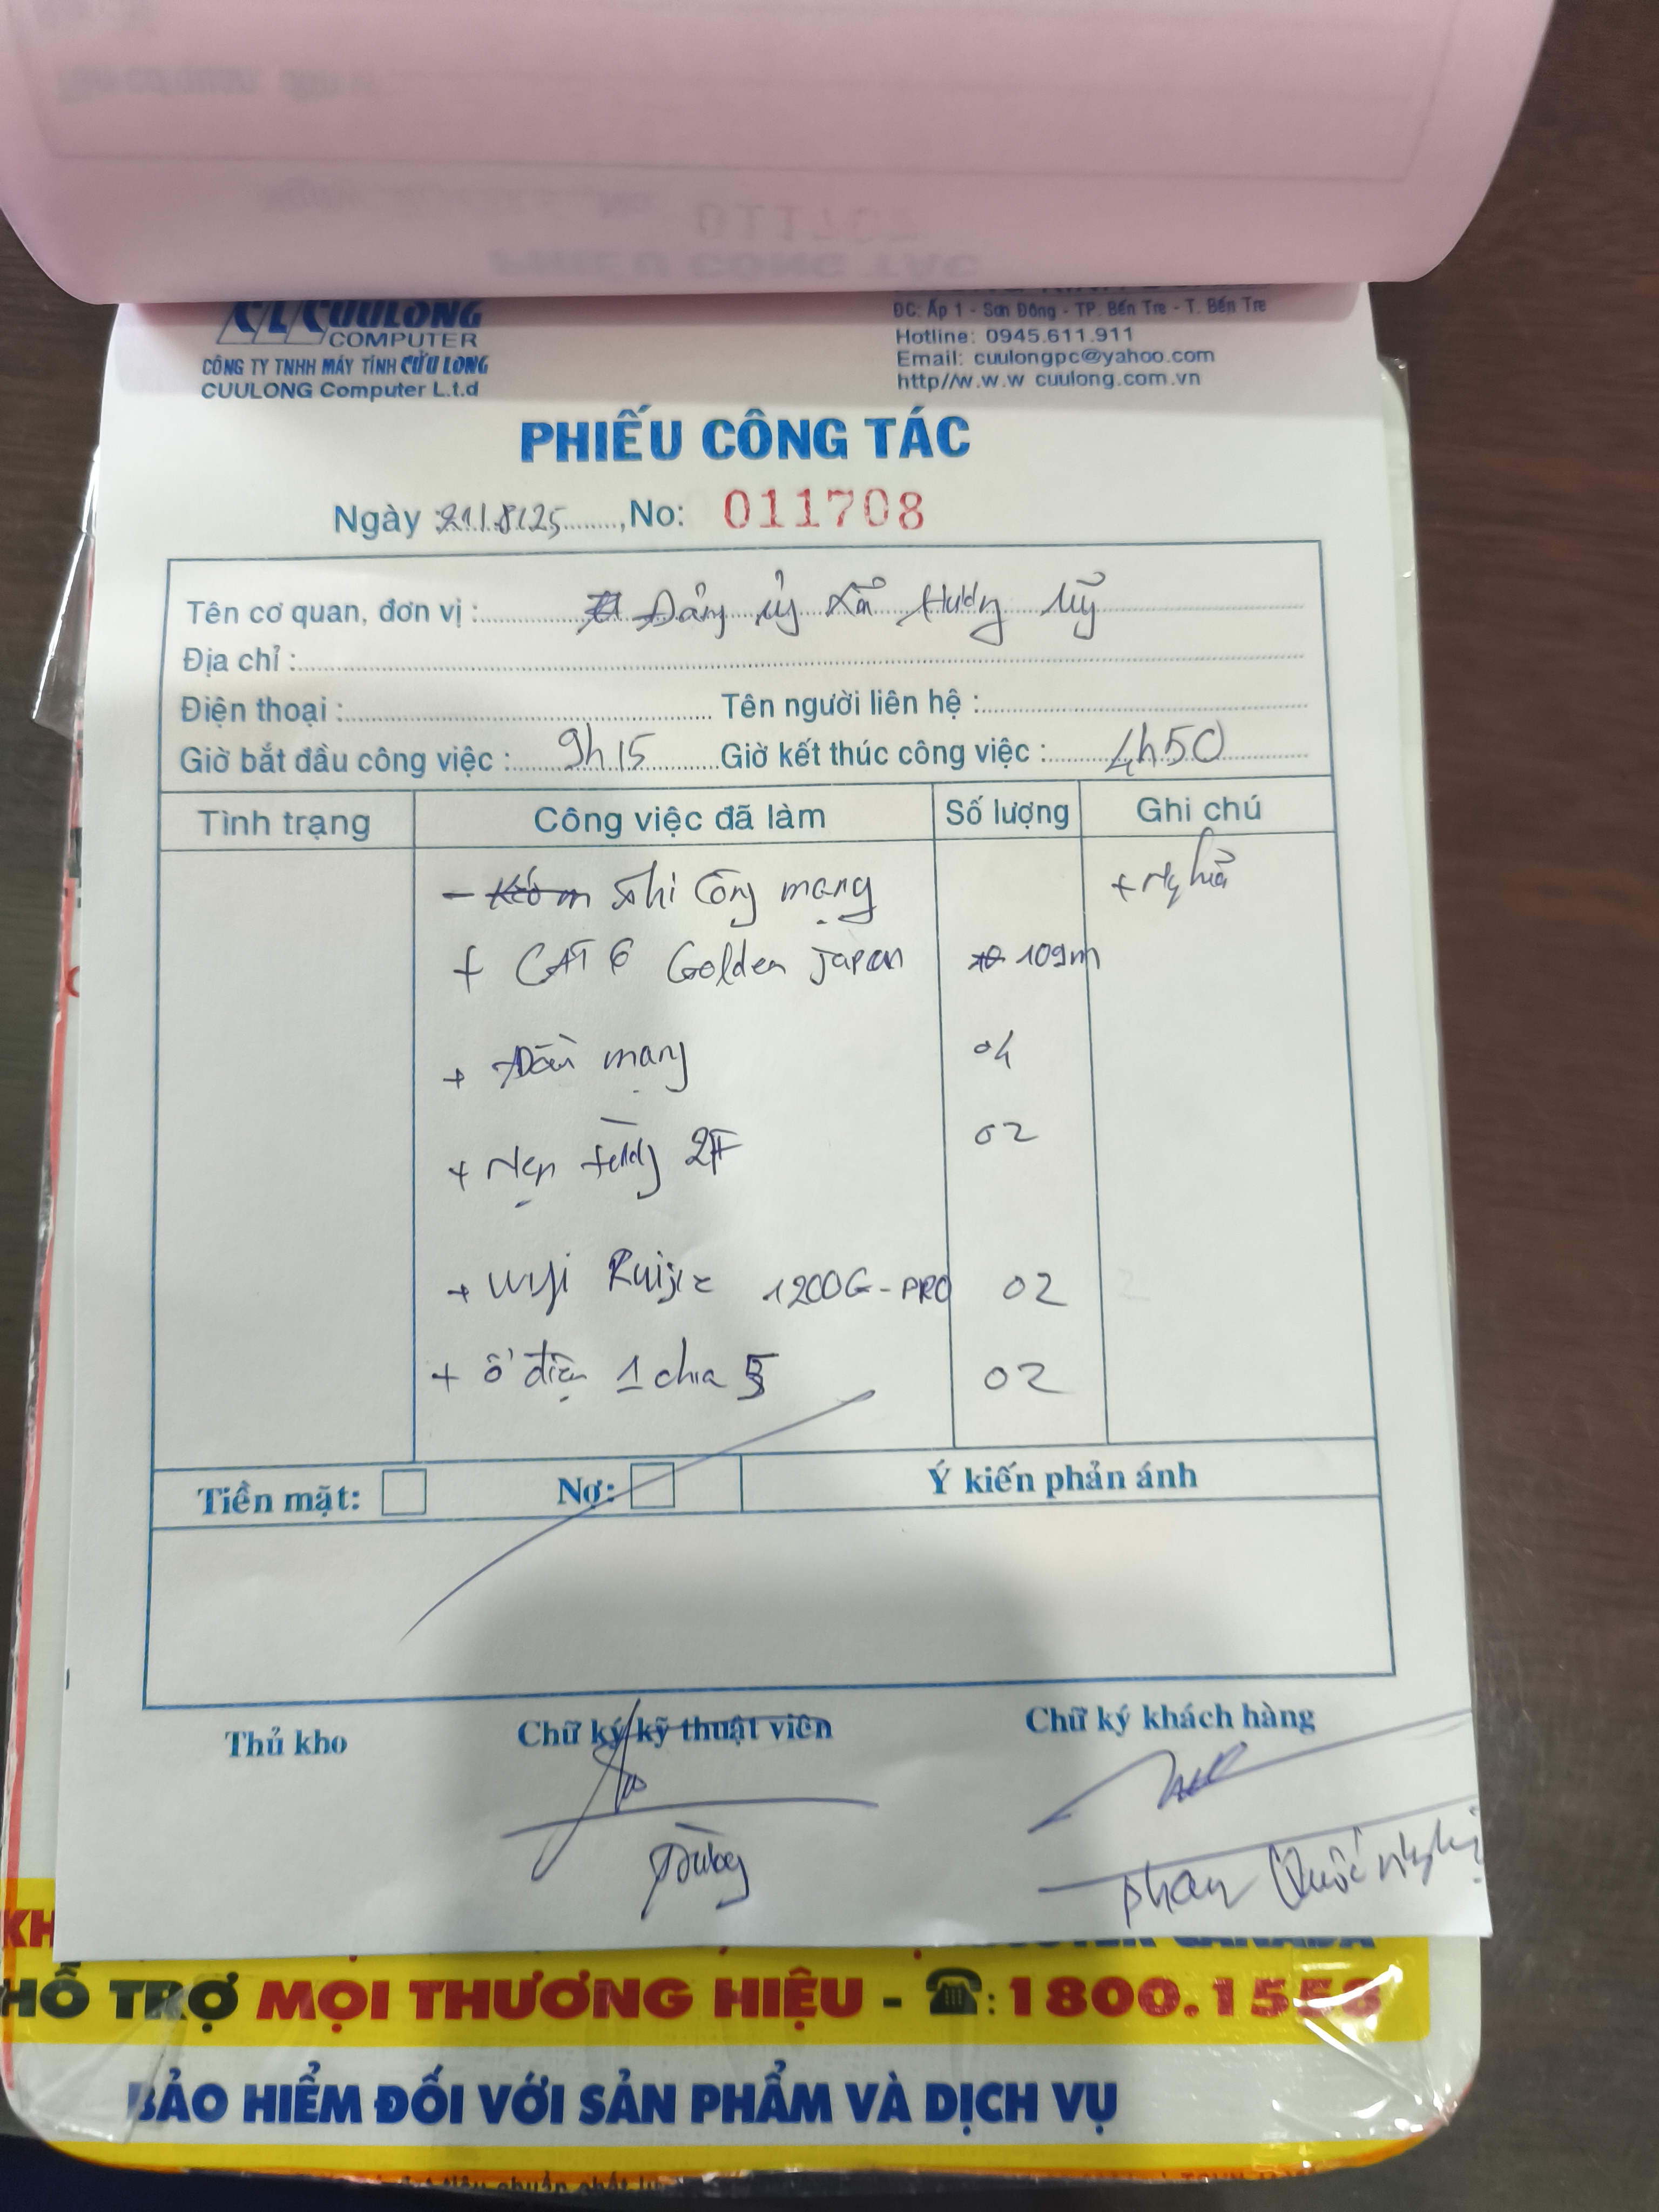 CUULONG
COMPUTER
CÔNG TY TNHH MÁY TÍNH CỬU LONG
CUULONG Computer L.t.d
ĐC: Ấp 1 - Sơn Đông - TP. Bến Tre - T. Bến Tre
Hotline: 0945.611.911
Email: cuulongpc@yahoo.com
http//w.w.w cuulong.com.vn
PHIẾU CÔNG TÁC
Ngày 21/8/25, No: 011708
Tên cơ quan, đơn vị : Đảng ủy xã Hương Mỹ
Địa chỉ :
Điện thoại : Tên người liên hệ :
Giờ bắt đầu công việc : 9h15 Giờ kết thúc công việc : 4h50
Tình trạng Công việc đã làm Số lượng Ghi chú
- Thi công mạng + Nghĩa
+ CAT 6 Golden Japan 109m
+ Đầu mạng 04
+ Nẹp tường 2F 02
+ Wifi Ruijie 1200G-PRO 02
+ ổ điện 1 chia 5 02
Tiền mặt: Nợ: Ý kiến phản ánh
Thủ kho Chữ ký kỹ thuật viên Chữ ký khách hàng
Phan Quốc
HỖ TRỢ MỌI THƯƠNG HIỆU - ☎: 1800.1558
BẢO HIỂM ĐỐI VỚI SẢN PHẨM VÀ DỊCH VỤ